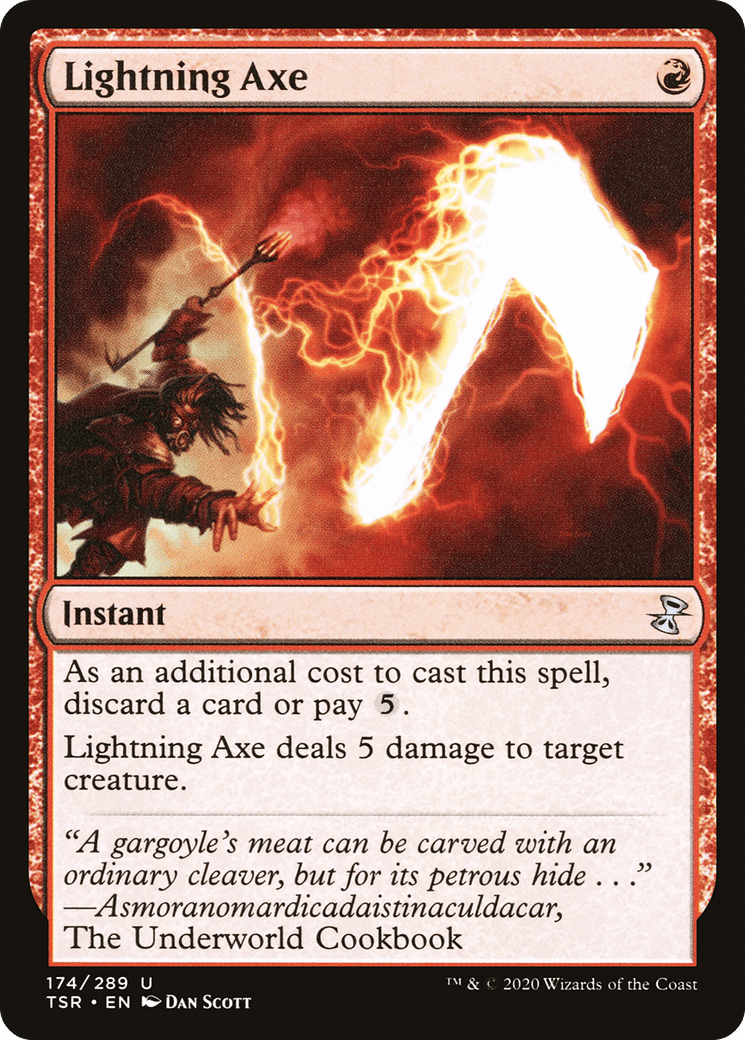 Lightning Axe
Instant
As an additional cost to cast this spell,
discard a card or pay 5.
Lightning Axe deals 5 damage to target
creature.
“A gargoyle’s meat can be carved with an
ordinary cleaver, but for its petrous hide . . .”
—Asmoranomardicadaistinaculdacar,
The Underworld Cookbook
174/289 U
TSR • EN Dan Scott
™ & © 2020 Wizards of the Coast